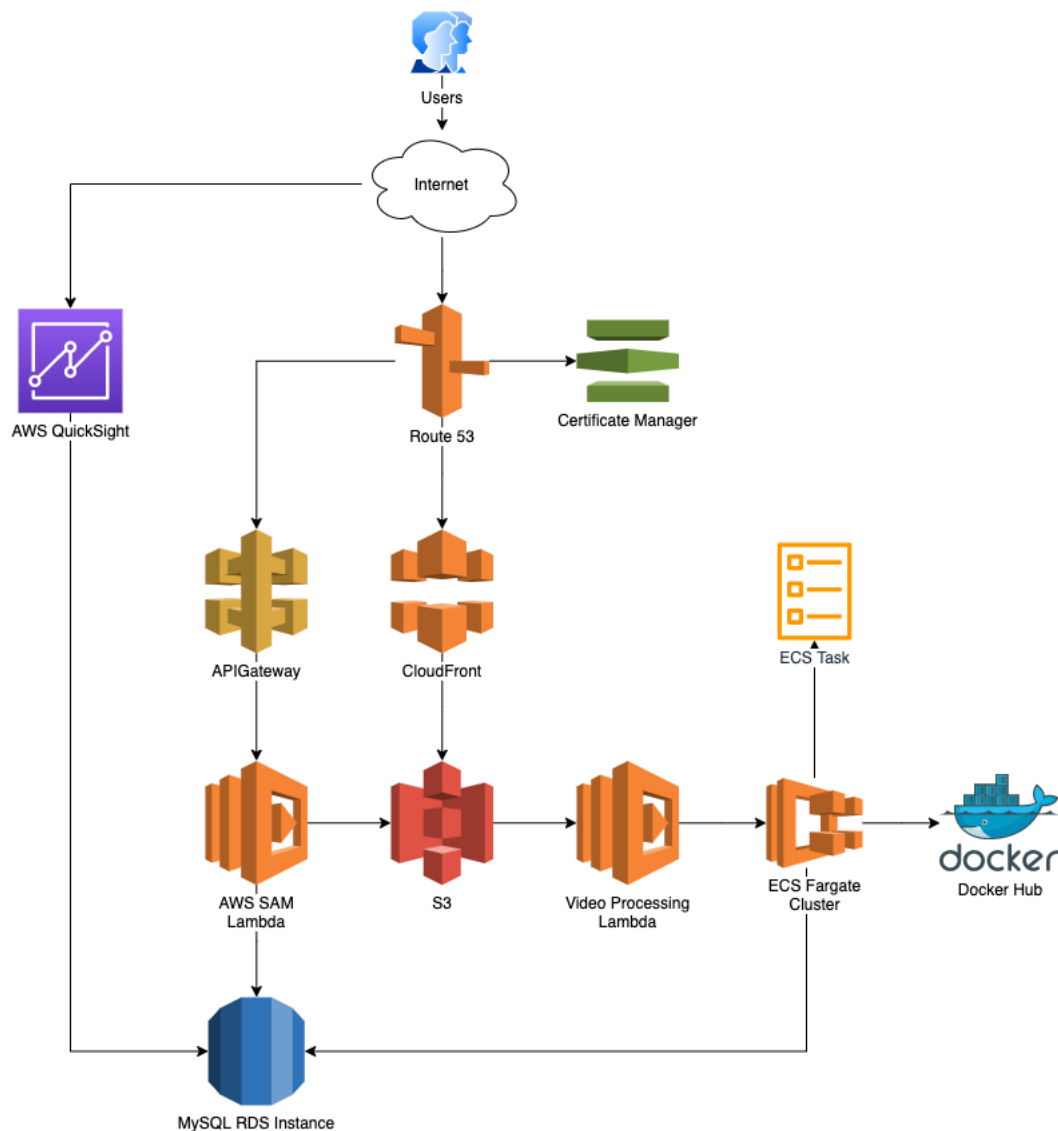 Users
Internet
AWS QuickSight
Route 53
Certificate Manager
APIGateway
CloudFront
ECS Task
AWS SAM
Lambda
S3
Video Processing
Lambda
ECS Fargate
Cluster
docker
Docker Hub
MySQL RDS Instance